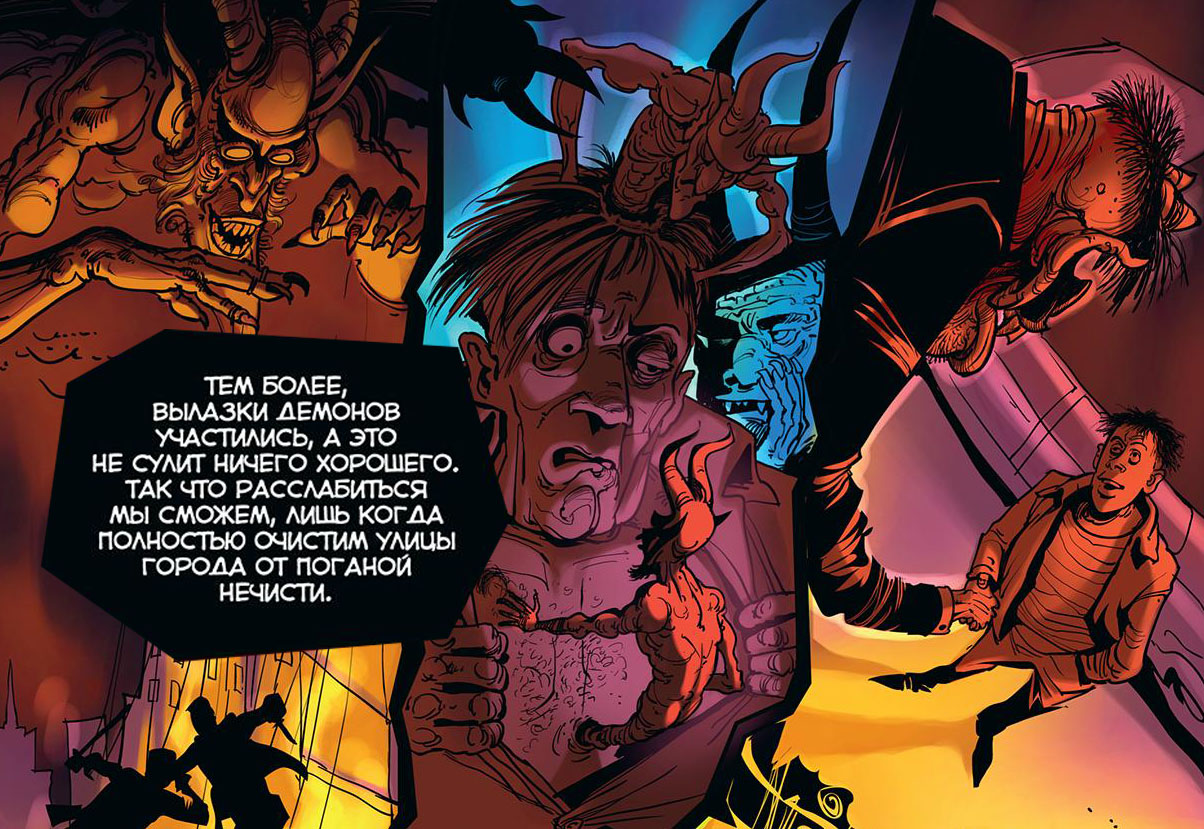 ТЕМ БОЛЕЕ,
ВЫЛАЗКИ ДЕМОНОВ
УЧАСТИЛИСЬ, А ЭТО
НЕ СУЛИТ НИЧЕГО ХОРОШЕГО.
ТАК ЧТО РАССЛАБИТЬСЯ
МЫ СМОЖЕМ, ЛИШЬ КОГДА
ПОЛНОСТЬЮ ОЧИСТИМ УЛИЦЫ
ГОРОДА ОТ ПОГАНОЙ
НЕЧИСТИ.